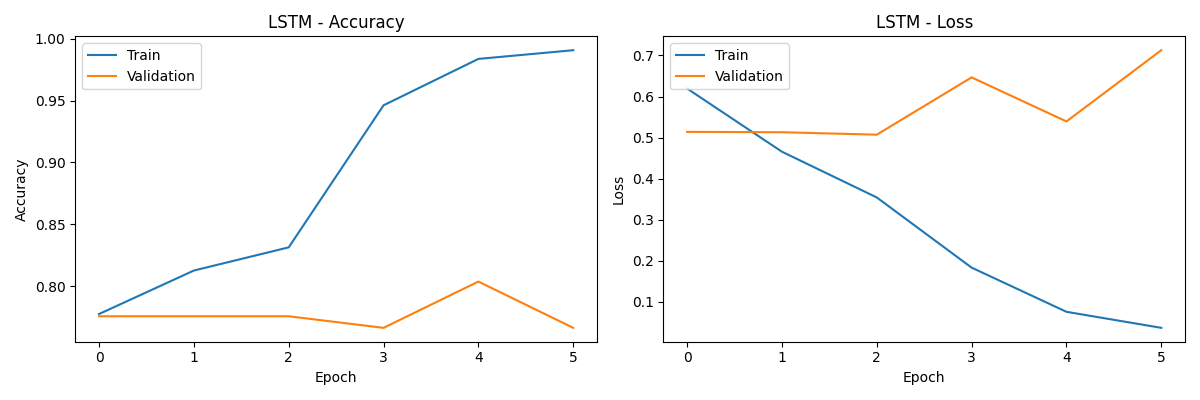 LSTM - Accuracy
Train
Validation
1.00
0.95
0.90
0.85
0.80
Accuracy
0 1 2 3 4 5
Epoch
LSTM - Loss
Train
Validation
0.7
0.6
0.5
0.4
0.3
0.2
0.1
Loss
0 1 2 3 4 5
Epoch